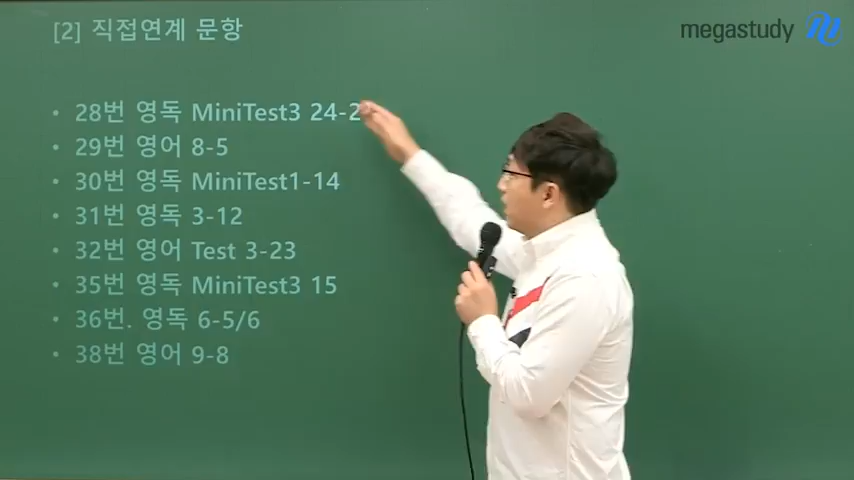 [2] 직접연계 문항
megastudy
• 28번 영독 MiniTest3 24-2
• 29번 영어 8-5
• 30번 영독 MiniTest1-14
• 31번 영독 3-12
• 32번 영어 Test 3-23
• 35번 영독 MiniTest3 15
• 36번. 영독 6-5/6
• 38번 영어 9-8